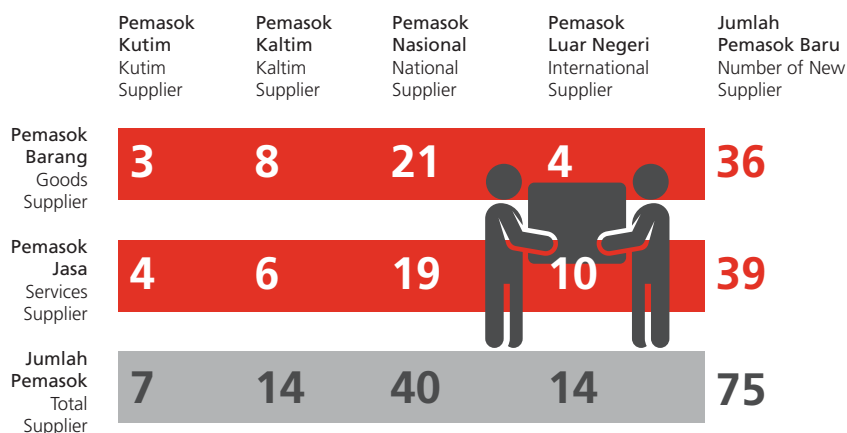 Pemasok
Kutim
Kutim
Supplier
Pemasok
Kaltim
Kaltim
Supplier
Pemasok
Nasional
National
Supplier
Pemasok
Luar Negeri
International
Supplier
Jumlah
Pemasok Baru
Number of New
Supplier
Pemasok
Barang
Goods
Supplier
3 8 21 4 36
Pemasok
Jasa
Services
Supplier
4 6 19 10 39
Jumlah
Pemasok
Total
Supplier
7 14 40 14 75